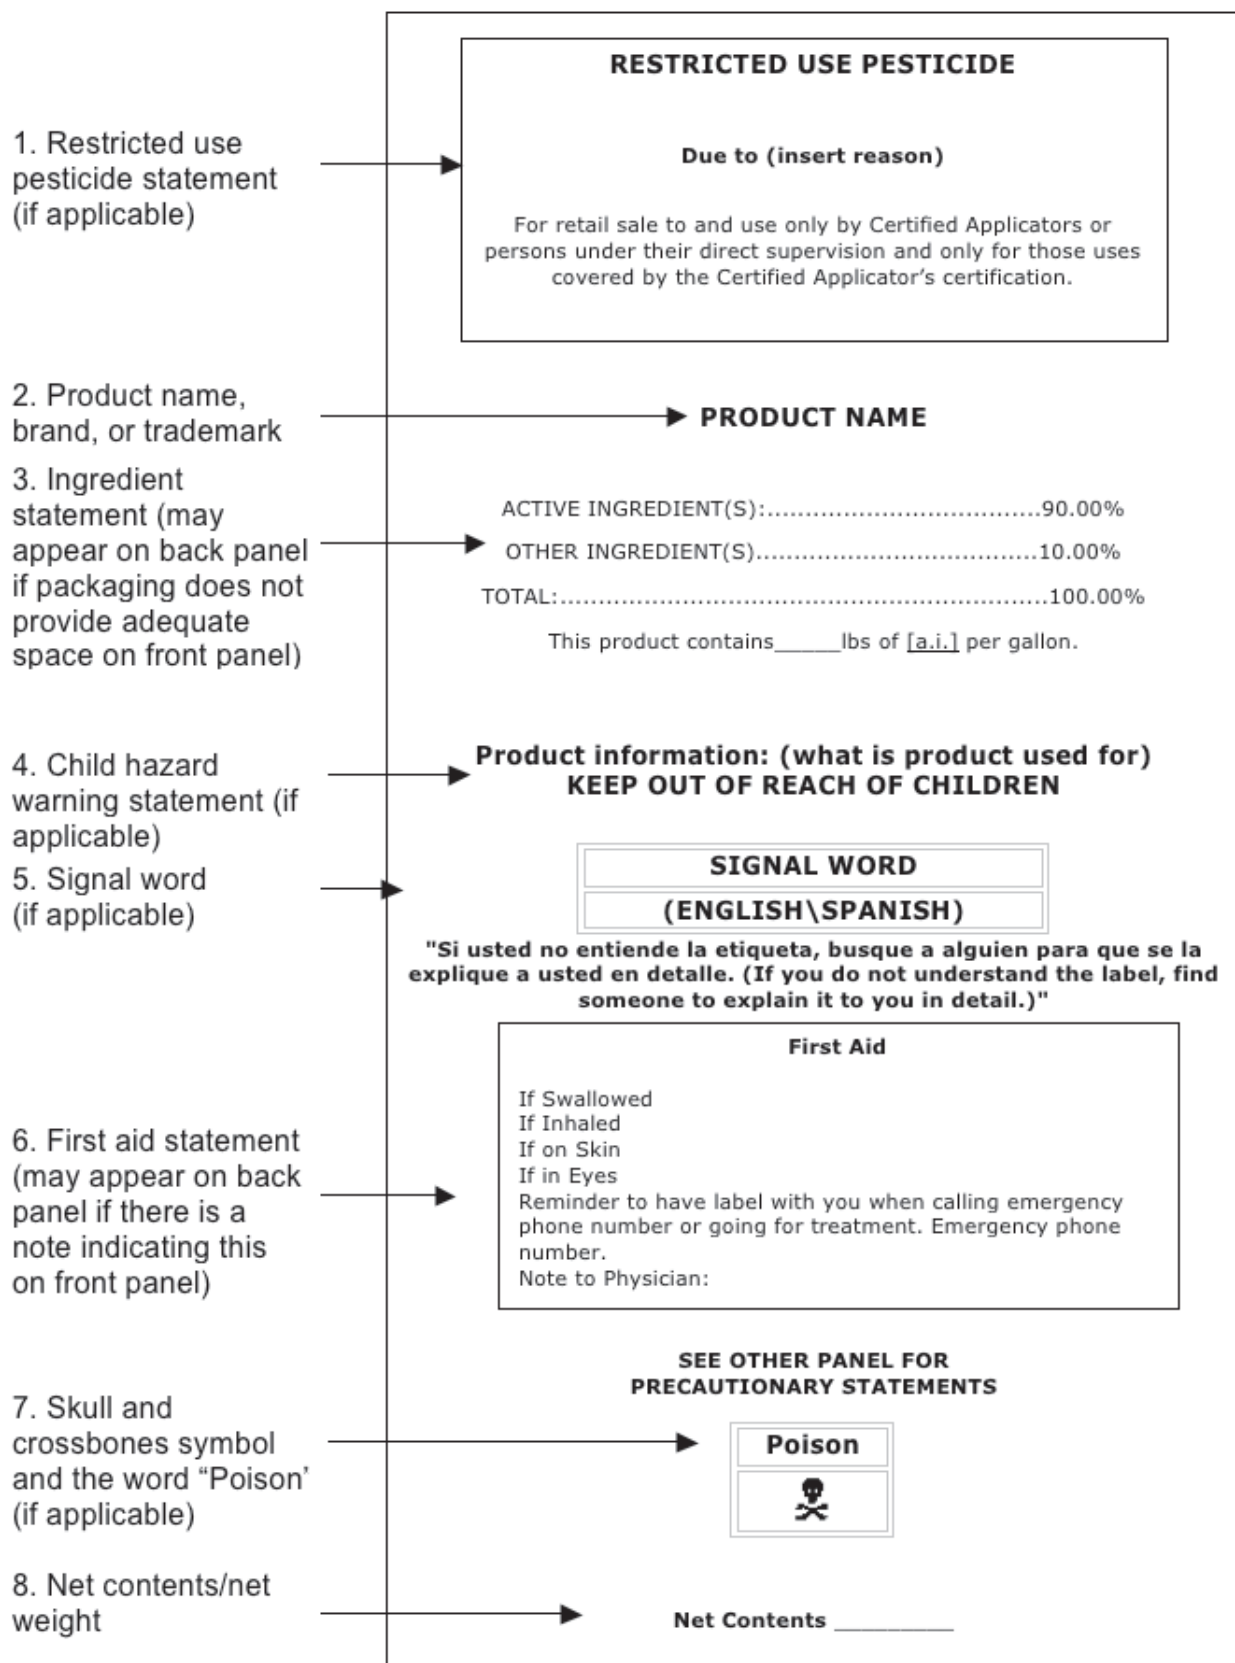 RESTRICTED USE PESTICIDE
1. Restricted use
pesticide statement
(if applicable)
Due to (insert reason)
For retail sale to and use only by Certified Applicators or
persons under their direct supervision and only for those uses
covered by the Certified Applicator's certification.
2. Product name,
brand, or trademark
PRODUCT NAME
3. Ingredient
statement (may
appear on back panel
if packaging does not
provide adequate
space on front panel)
ACTIVE INGREDIENT(S):....................................90.00%
OTHER INGREDIENT(S).....................................10.00%
TOTAL:................................................................100.00%
This product contains_____lbs of [a.i.] per gallon.
4. Child hazard
warning statement (if
applicable)
Product information: (what is product used for)
KEEP OUT OF REACH OF CHILDREN
5. Signal word
(if applicable)
SIGNAL WORD
(ENGLISH\SPANISH)
"Si usted no entiende la etiqueta, busque a alguien para que se la
explique a usted en detalle. (If you do not understand the label, find
someone to explain it to you in detail.)"
6. First aid statement
(may appear on back
panel if there is a
note indicating this
on front panel)
First Aid
If Swallowed
If Inhaled
If on Skin
If in Eyes
Reminder to have label with you when calling emergency
phone number or going for treatment. Emergency phone
number.
Note to Physician:
SEE OTHER PANEL FOR
PRECAUTIONARY STATEMENTS
7. Skull and
crossbones symbol
and the word “Poison’
(if applicable)
Poison
8. Net contents/net
weight
Net Contents _________